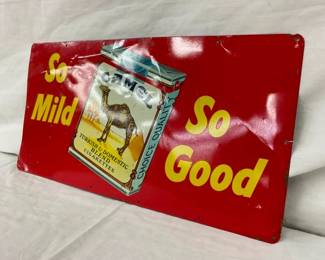 So
Mild
CAMEL
TURKISH & DOMESTIC
BLEND
CIGARETTES
CHOICE QUALITY
So
Good